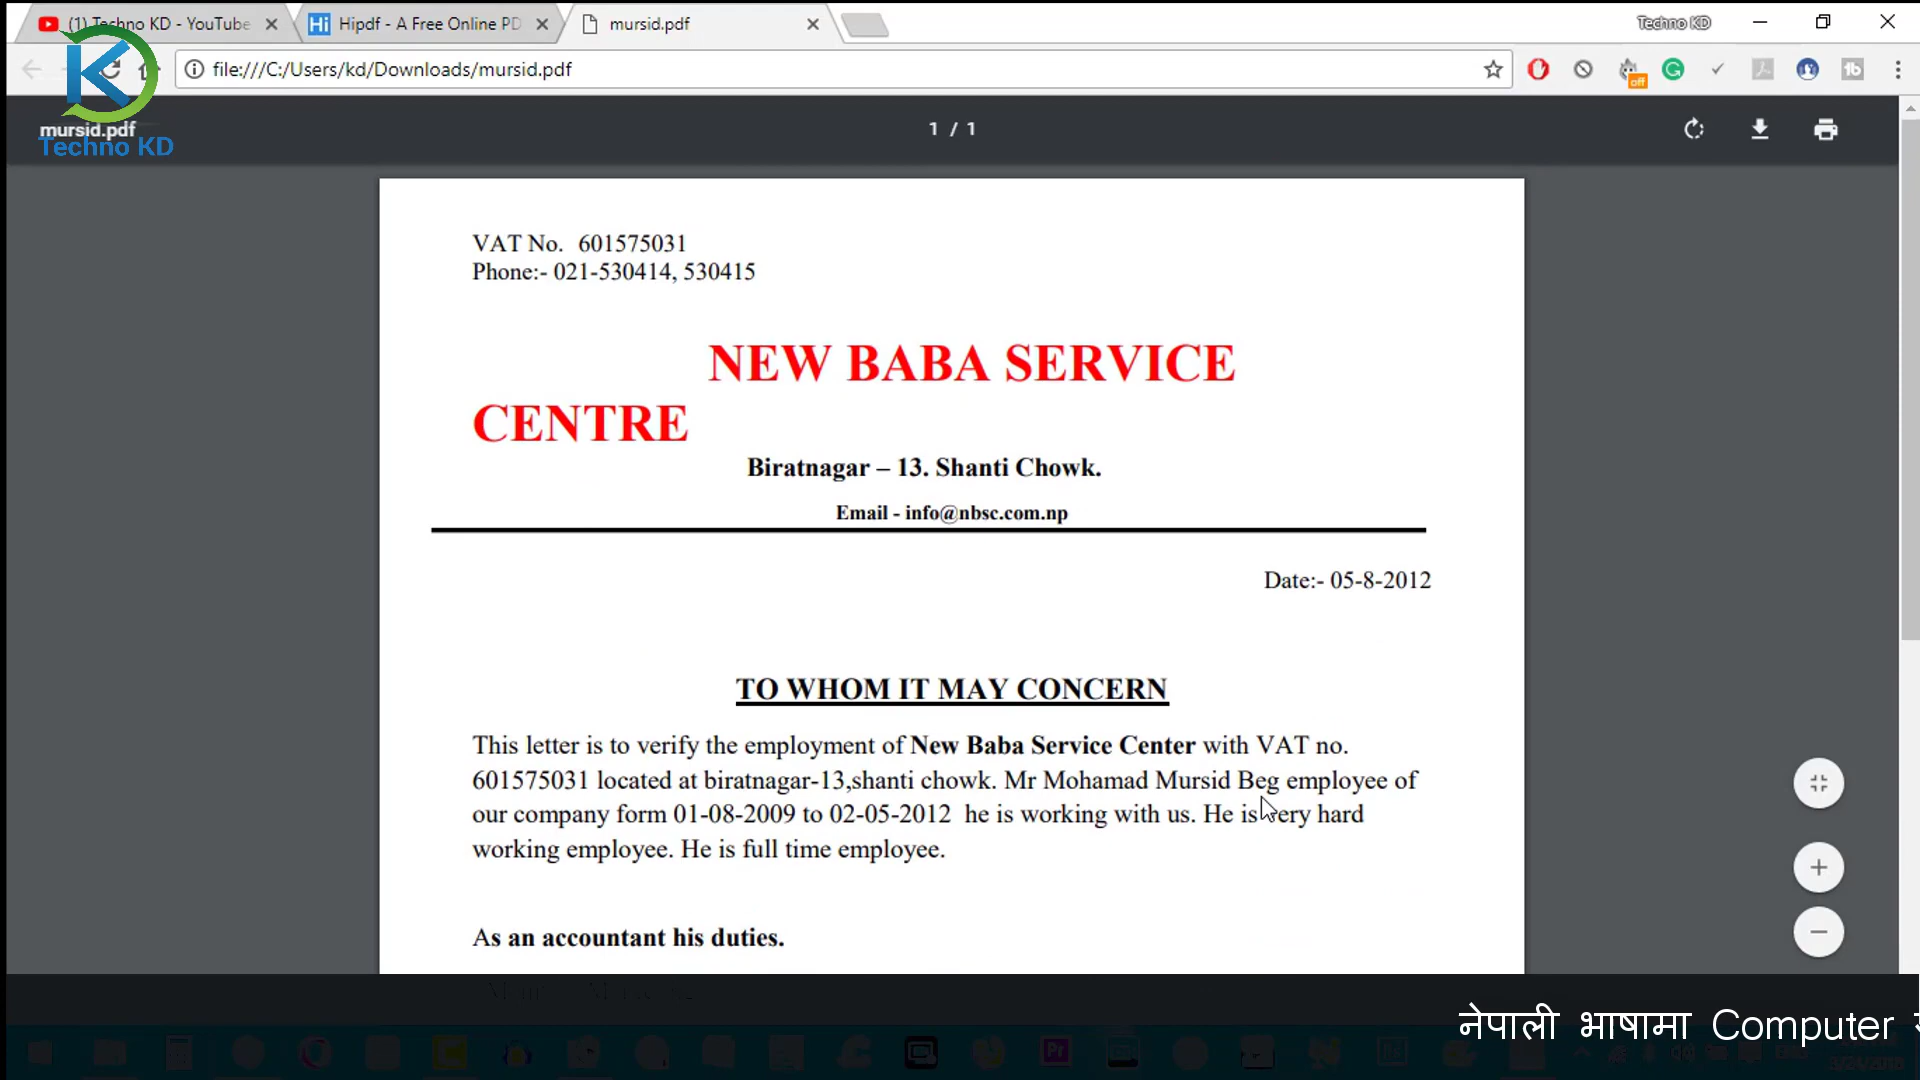 (1) Techno KD - YouTube
Hipdf - A Free Online PD
mursid.pdf
Techno KD
file:///C:/Users/kd/Downloads/mursid.pdf
off
mursid.pdf
Techno KD
1 / 1
VAT No. 601575031
Phone:- 021-530414, 530415
NEW BABA SERVICE
CENTRE
Biratnagar – 13. Shanti Chowk.
Email - info@nbsc.com.np
Date:- 05-8-2012
TO WHOM IT MAY CONCERN
This letter is to verify the employment of New Baba Service Center with VAT no.
601575031 located at biratnagar-13,shanti chowk. Mr Mohamad Mursid Beg employee of
our company form 01-08-2009 to 02-05-2012 he is working with us. He is very hard
working employee. He is full time employee.
As an accountant his duties.
नेपाली भाषामा Computer